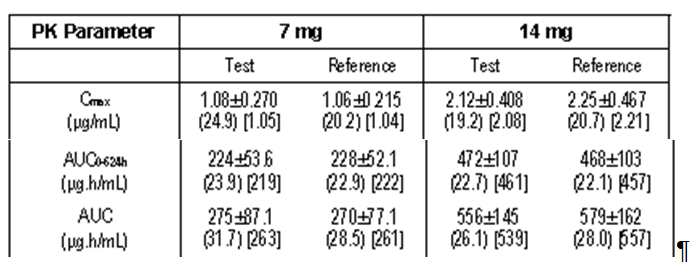 PK Parameter 7 mg 14 mg
Test Reference Test Reference
Cmax 1.08±0.270 1.06±0.215 2.12±0.408 2.25±0.467
(µg/mL) (24.9) [1.05] (20.2) [1.04] (19.2) [2.08] (20.7) [2.21]
AUC0-624h 224±53.6 228±52.1 472±107 468±103
(µg.h/mL) (23.9) [219] (22.9) [222] (22.7) [461] (22.1) [457]
AUC 275±87.1 270±77.1 556±145 579±162
(µg.h/mL) (31.7) [263] (28.5) [261] (26.1) [539] (28.0) [557] ¶